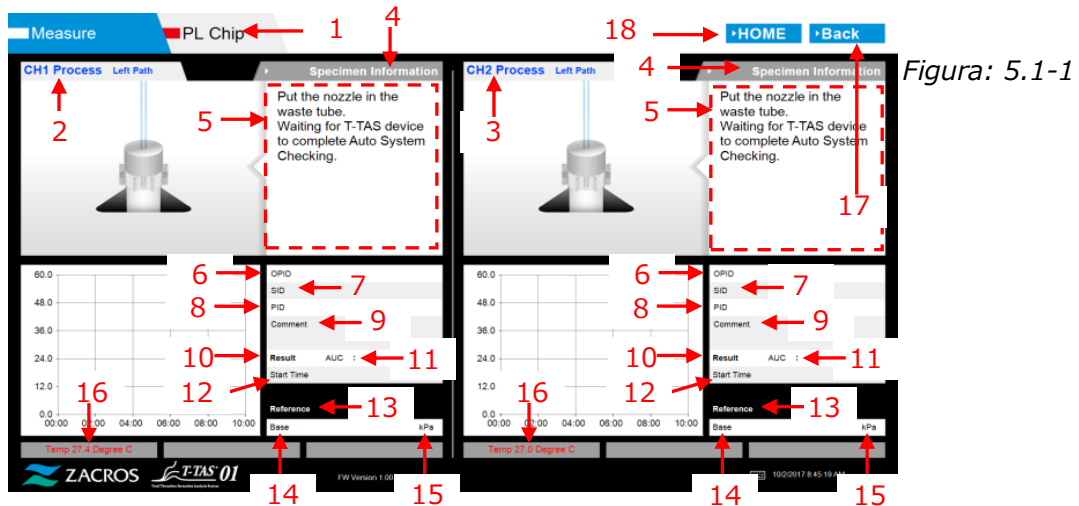 Measure
PL Chip
1
4
18
HOME
Back
CH1 Process Left Path
Specimen Information
CH2 Process Left Path
4
Specimen Information
Figura: 5.1-1
2
5
Put the nozzle in the
waste tube.
Waiting for T-TAS device
to complete Auto System
Checking.
3
5
Put the nozzle in the
waste tube.
Waiting for T-TAS device
to complete Auto System
Checking.
17
60.0
48.0
36.0
24.0
12.0
0.0
00:00 02:00 04:00 06:00 08:00 10:00
6
OPID
SID
7
8
PID
Comment
9
10
Result AUC :
11
12
Start Time
Reference
13
Base kPa
16
Temp 27.4 Degree C
14
15
60.0
48.0
36.0
24.0
12.0
0.0
00:00 02:00 04:00 06:00 08:00 10:00
6
OPID
SID
7
8
PID
Comment
9
10
Result AUC :
11
12
Start Time
Reference
13
Base kPa
16
Temp 27.0 Degree C
14
15
ZACROS
T-TAS 01
FW Version 1.00
10/2/2017 8:45:19 AM